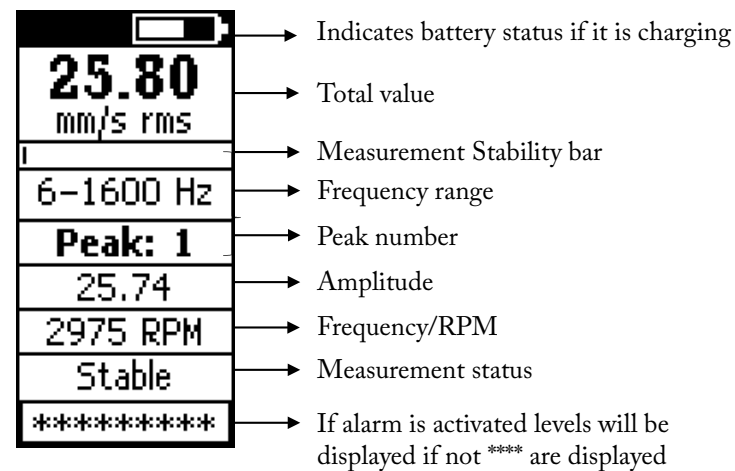 Indicates battery status if it is charging
25.80
mm/s rms
Total value
Measurement Stability bar
6-1600 Hz
Frequency range
Peak: 1
Peak number
25.74
Amplitude
2975 RPM
Frequency/RPM
Stable
Measurement status
*********
If alarm is activated levels will be
displayed if not **** are displayed